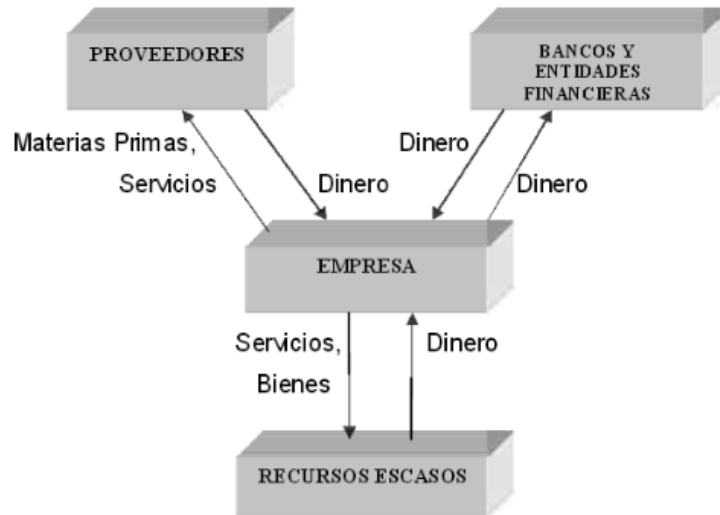 PROVEEDORES
BANCOS Y
ENTIDADES
FINANCIERAS
Materias Primas,
Servicios
Dinero
Dinero
Dinero
EMPRESA
Servicios,
Bienes
Dinero
RECURSOS ESCASOS